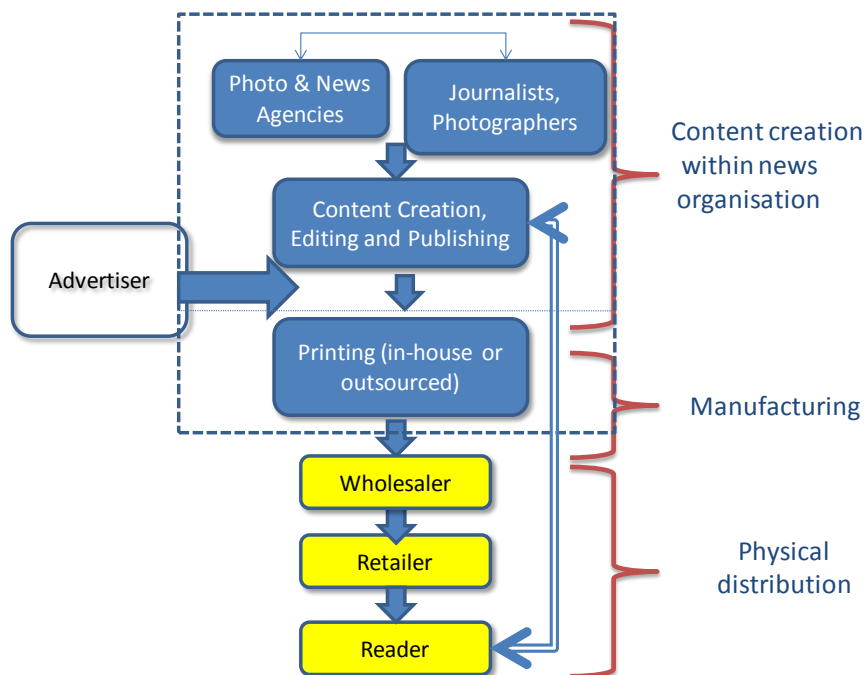 Photo & News
Agencies
Journalists,
Photographers
Content creation
within news
organisation
Content Creation,
Editing and Publishing
Advertiser
Printing (in-house or
outsourced)
Manufacturing
Wholesaler
Retailer
Physical
distribution
Reader